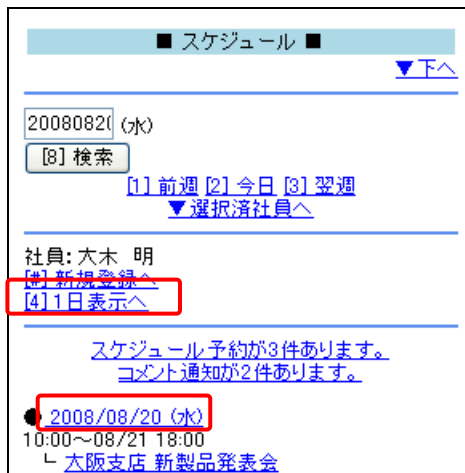 ■ スケジュール ■
▼下へ
20080820 (水)
[8] 検索
[1] 前週 [2] 今日 [3] 翌週
▼選択済社員へ
社員: 大木 明
[#] 新規登録へ
[4] 1日表示へ
スケジュール予約が3件あります。
コメント通知が2件あります。
● 2008/08/20 (水)
10:00～08/21 18:00
└ 大阪支店 新製品発表会